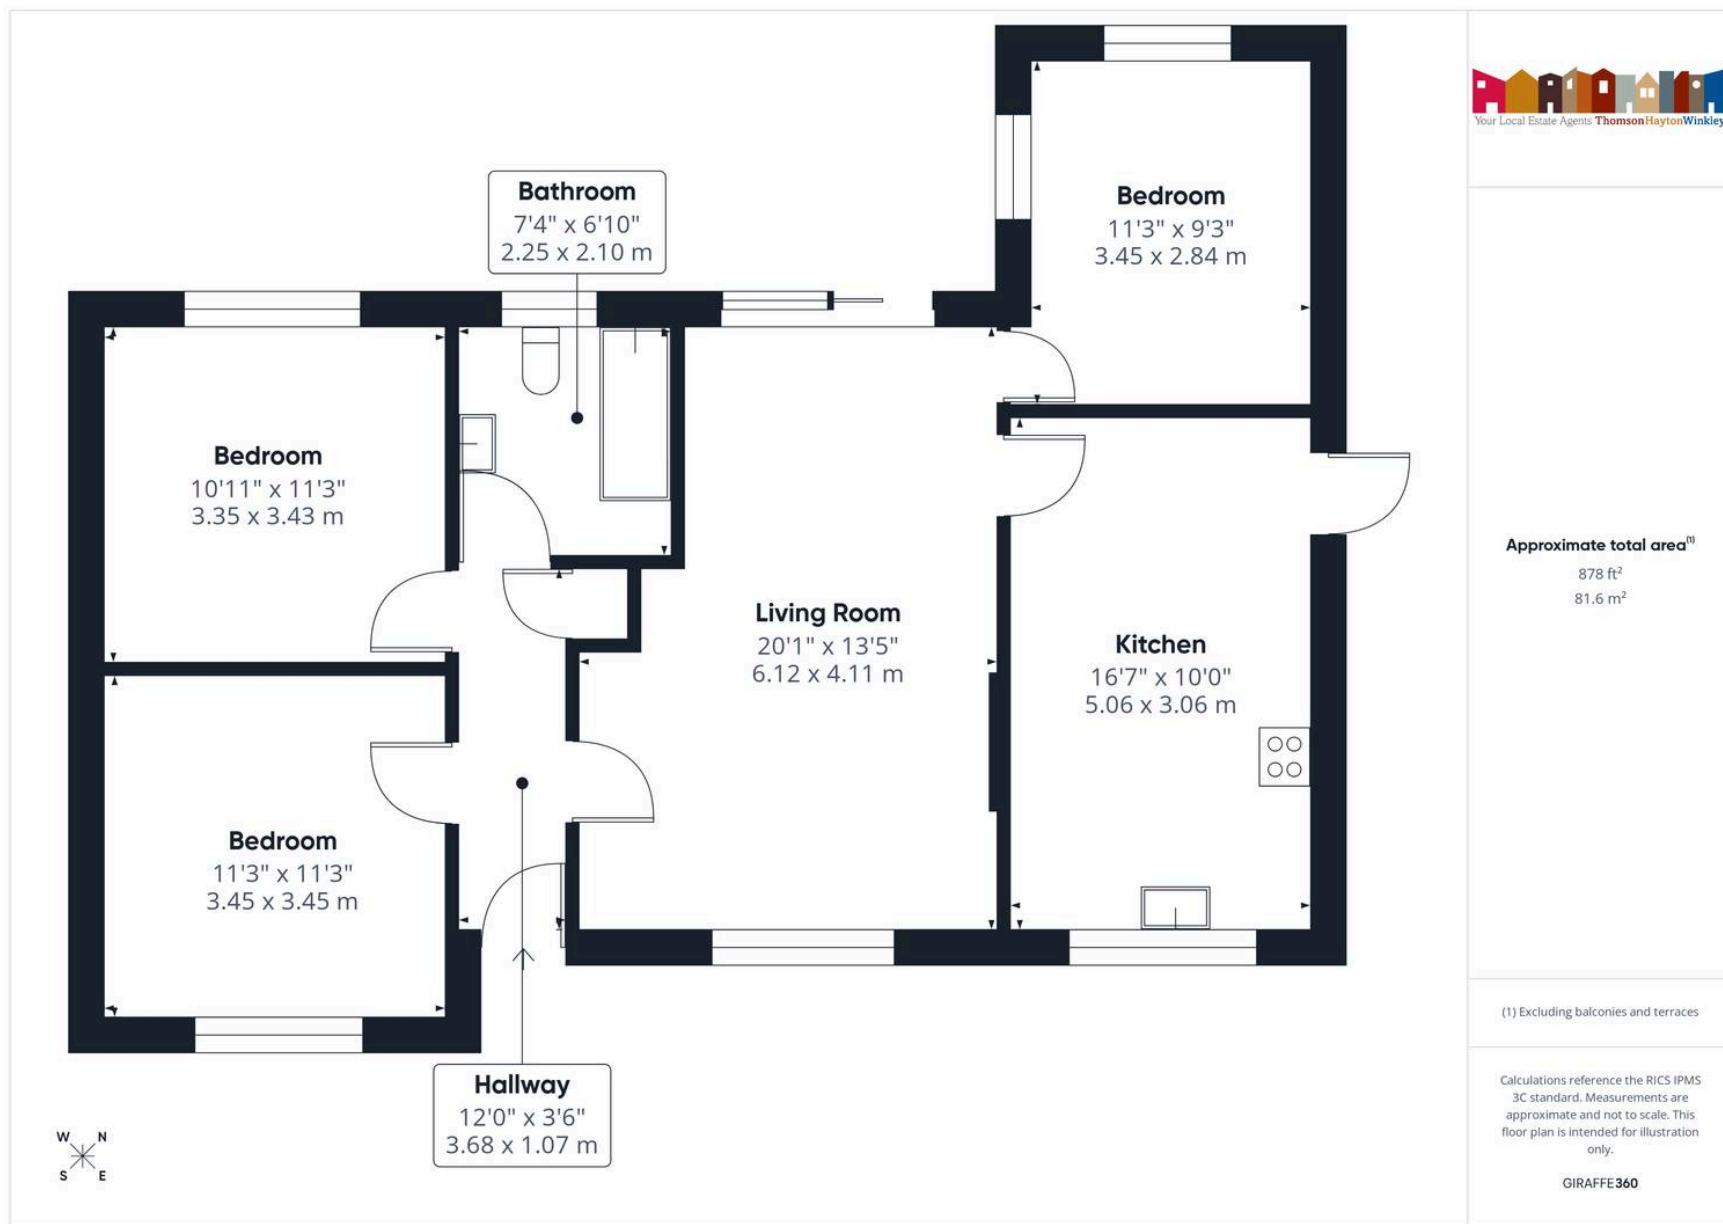 Your Local Estate Agents ThomsonHaytonWinkley
Bathroom
7'4" x 6'10"
2.25 x 2.10 m
Bedroom
11'3" x 9'3"
3.45 x 2.84 m
Bedroom
10'11" x 11'3"
3.35 x 3.43 m
Living Room
20'1" x 13'5"
6.12 x 4.11 m
Kitchen
16'7" x 10'0"
5.06 x 3.06 m
Bedroom
11'3" x 11'3"
3.45 x 3.45 m
Hallway
12'0" x 3'6"
3.68 x 1.07 m
W N
S E
Approximate total area(1)
878 ft²
81.6 m²
(1) Excluding balconies and terraces
Calculations reference the RICS IPMS
3C standard. Measurements are
approximate and not to scale. This
floor plan is intended for illustration
only.
GIRAFFE360